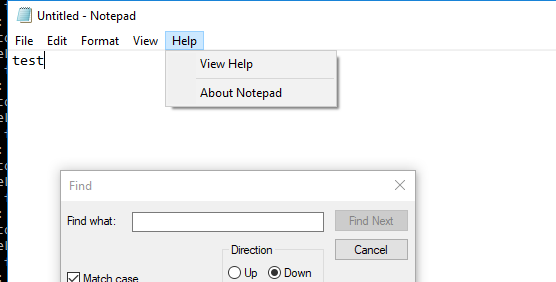 Untitled - Notepad
File Edit Format View Help
test
View Help
About Notepad
Find
Find what: Find Next
Cancel
Direction
Match case Up Down